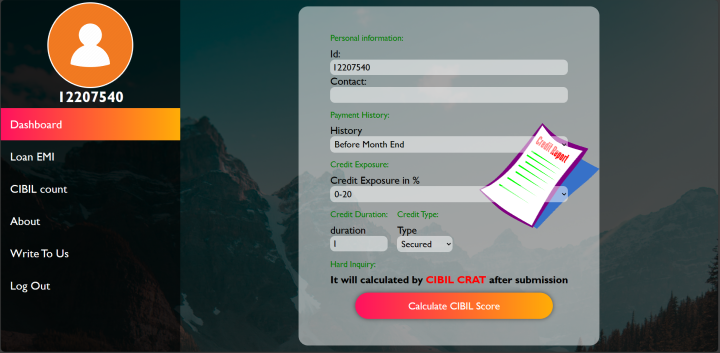 12207540
Dashboard
Loan EMI
CIBIL count
About
Write To Us
Log Out
Personal information:
Id:
12207540
Contact:
Payment History:
History
Before Month End
Credit Exposure:
Credit Exposure in %
0-20
Credit Duration: Credit Type:
duration Type
1 Secured
Hard Inquiry:
It will calculated by CIBIL CRAT after submission
Calculate CIBIL Score
Credit Report